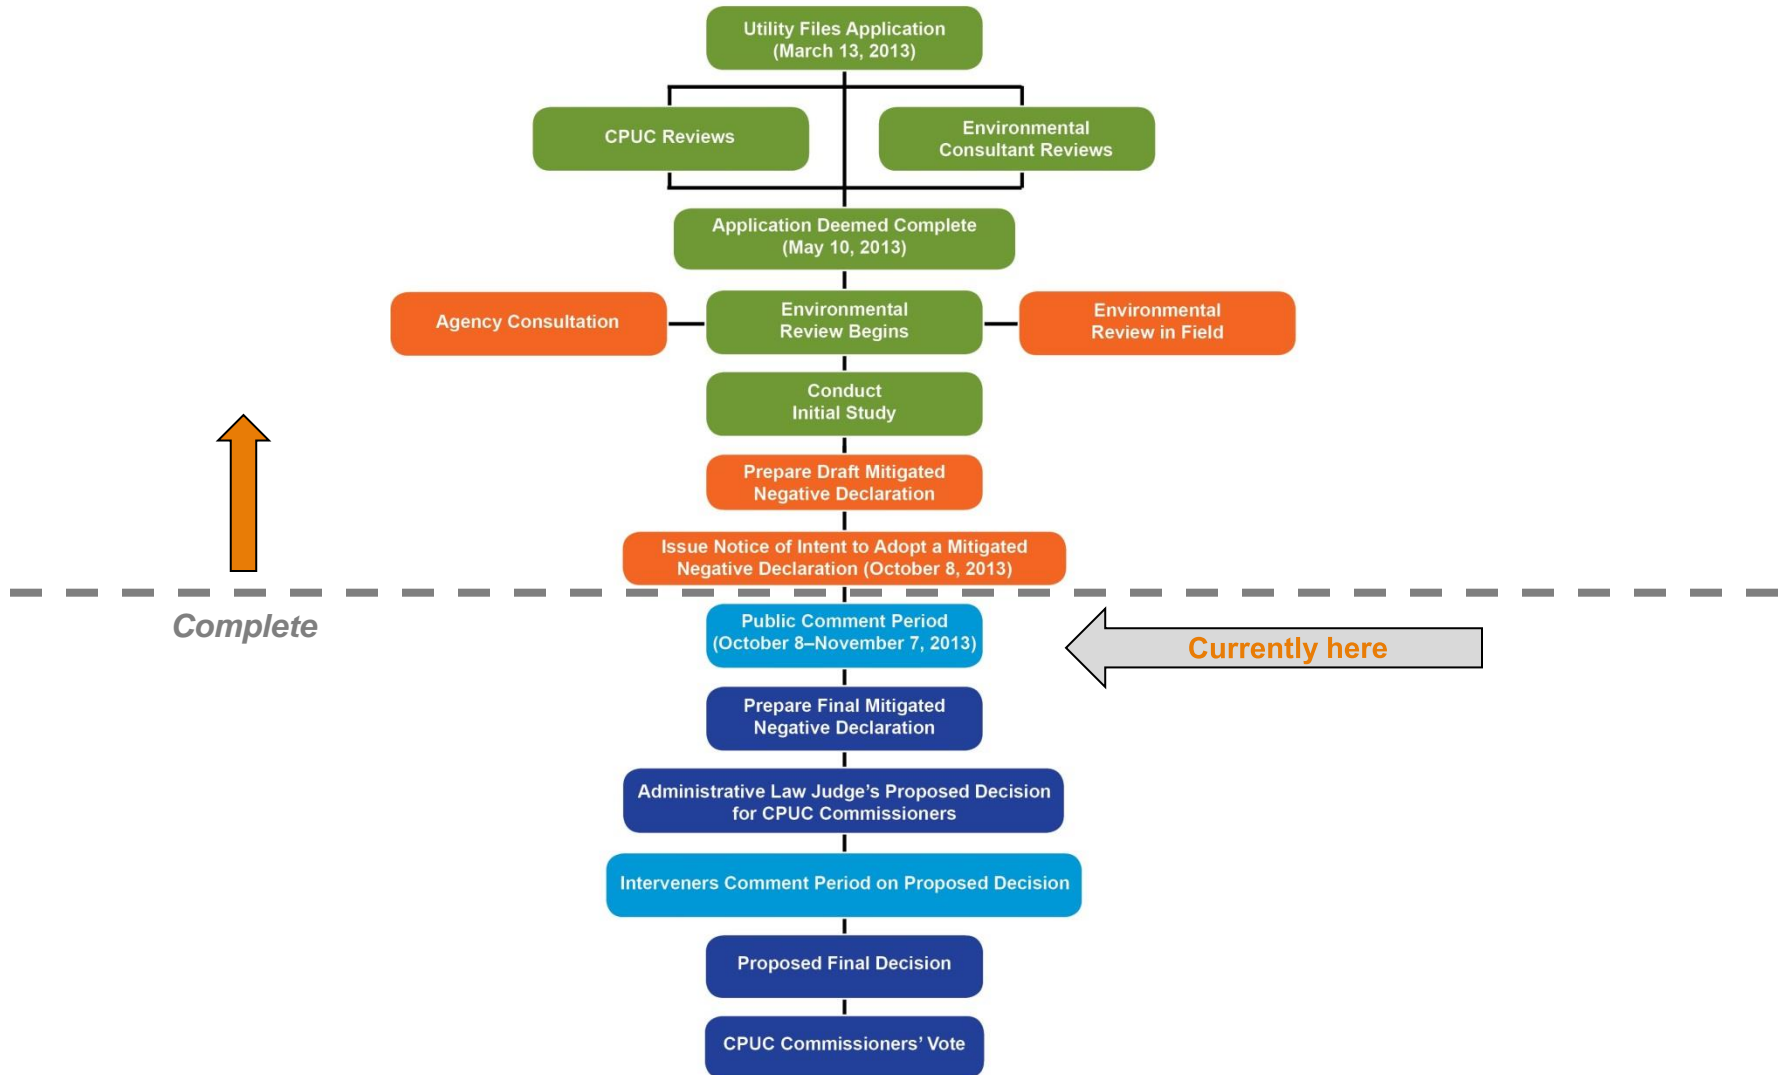 Utility Files Application
(March 13, 2013)
CPUC Reviews
Environmental
Consultant Reviews
Application Deemed Complete
(May 10, 2013)
Agency Consultation
Environmental
Review Begins
Environmental
Review in Field
Conduct
Initial Study
Prepare Draft Mitigated
Negative Declaration
Issue Notice of Intent to Adopt a Mitigated
Negative Declaration (October 8, 2013)
Complete
Public Comment Period
(October 8–November 7, 2013)
Currently here
Prepare Final Mitigated
Negative Declaration
Administrative Law Judge’s Proposed Decision
for CPUC Commissioners
Interveners Comment Period on Proposed Decision
Proposed Final Decision
CPUC Commissioners’ Vote